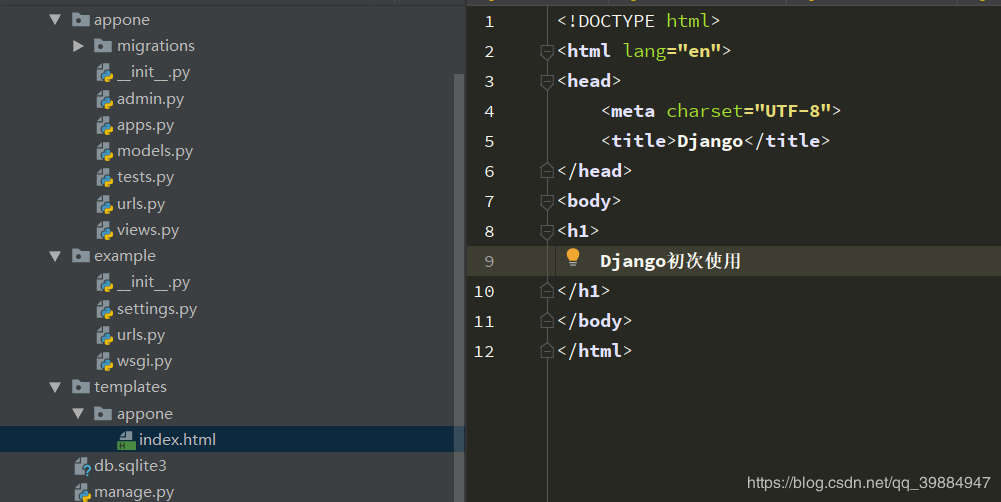 appone
migrations
__init__.py
admin.py
apps.py
models.py
tests.py
urls.py
views.py
example
__init__.py
settings.py
urls.py
wsgi.py
templates
appone
index.html
db.sqlite3
manage.py
1 <!DOCTYPE html>
2 <html lang="en">
3 <head>
4 <meta charset="UTF-8">
5 <title>Django</title>
6 </head>
7 <body>
8 <h1>
9 Django初次使用
10 </h1>
11 </body>
12 </html>
https://blog.csdn.net/qq_39884947